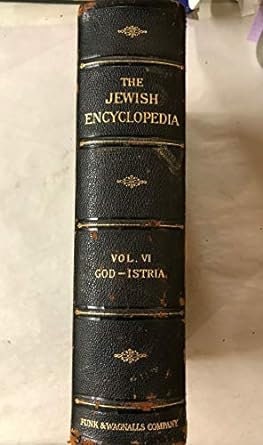 THE
JEWISH
ENCYCLOPEDIA
VOL. VI
GOD–ISTRIA
FUNK & WAGNALLS COMPANY